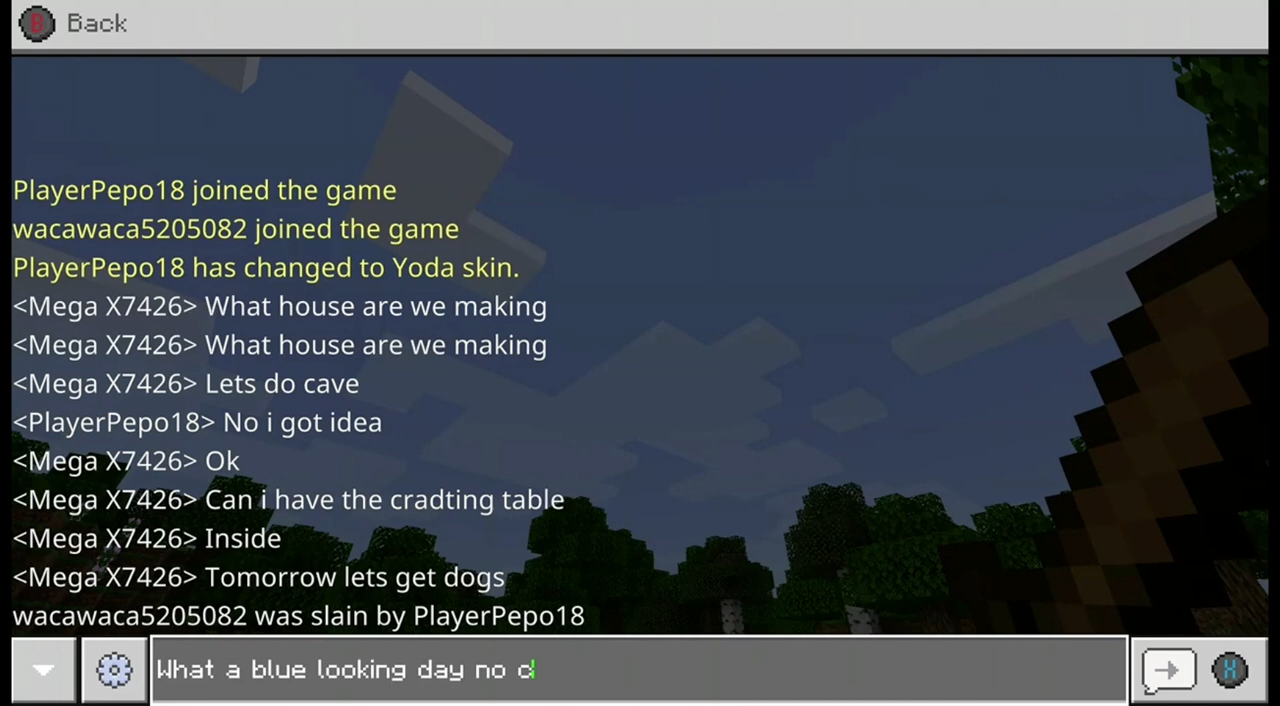 B Back
PlayerPepo18 joined the game
wacawaca5205082 joined the game
PlayerPepo18 has changed to Yoda skin.
<Mega X7426> What house are we making
<Mega X7426> What house are we making
<Mega X7426> Lets do cave
<PlayerPepo18> No i got idea
<Mega X7426> Ok
<Mega X7426> Can i have the cradting table
<Mega X7426> Inside
<Mega X7426> Tomorrow lets get dogs
wacawaca5205082 was slain by PlayerPepo18
What a blue looking day no c
X